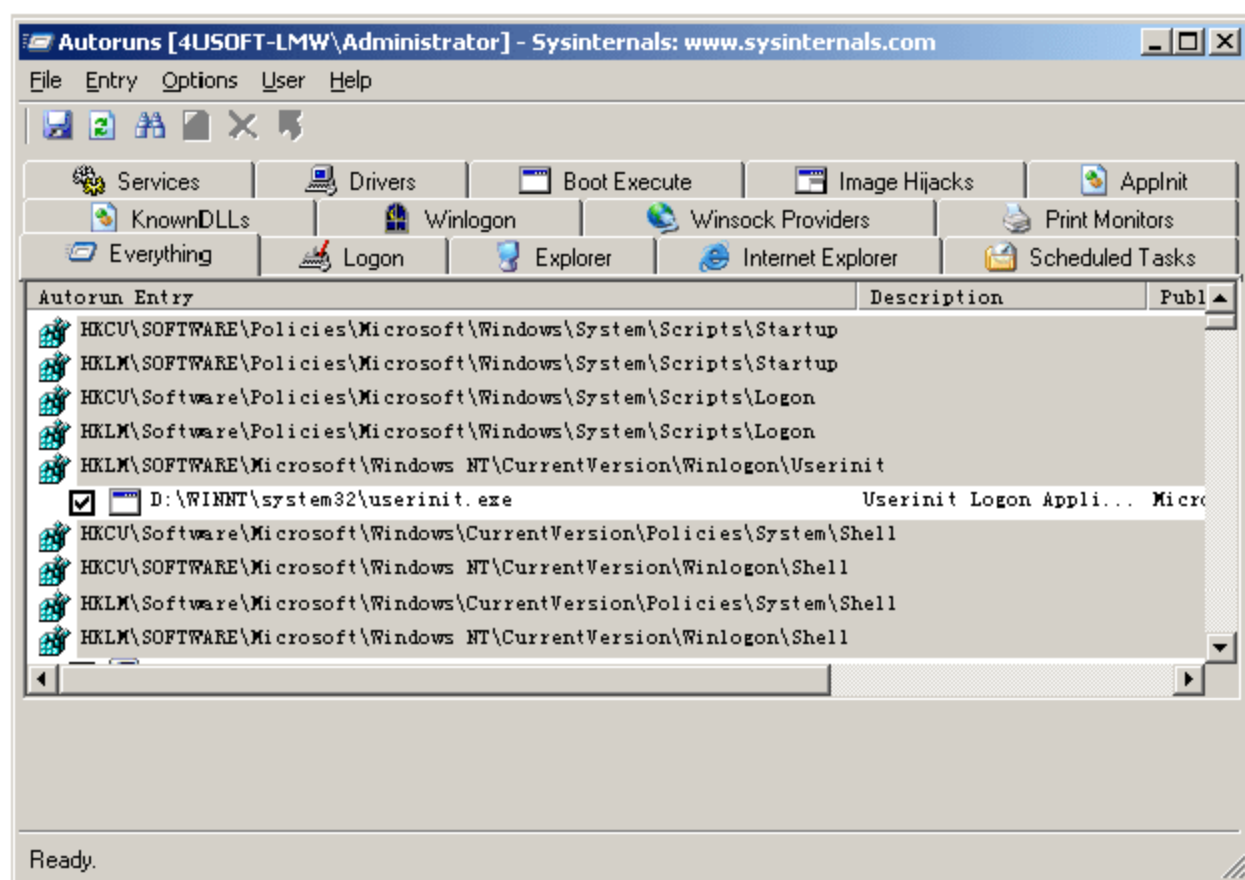 Autoruns [4USOFT-LMW\Administrator] - Sysinternals: www.sysinternals.com
File Entry Options User Help
Services Drivers Boot Execute Image Hijacks AppInit
KnownDLLs Winlogon Winsock Providers Print Monitors
Everything Logon Explorer Internet Explorer Scheduled Tasks
Autorun Entry Description Publ
HKCU\SOFTWARE\Policies\Microsoft\Windows\System\Scripts\Startup
HKLM\SOFTWARE\Policies\Microsoft\Windows\System\Scripts\Startup
HKCU\Software\Policies\Microsoft\Windows\System\Scripts\Logon
HKLM\Software\Policies\Microsoft\Windows\System\Scripts\Logon
HKLM\SOFTWARE\Microsoft\Windows NT\CurrentVersion\Winlogon\Userinit
D:\WINNT\system32\userinit.exe Userinit Logon Appli... Micro
HKCU\Software\Microsoft\Windows\CurrentVersion\Policies\System\Shell
HKCU\SOFTWARE\Microsoft\Windows NT\CurrentVersion\Winlogon\Shell
HKLM\Software\Microsoft\Windows\CurrentVersion\Policies\System\Shell
HKLM\SOFTWARE\Microsoft\Windows NT\CurrentVersion\Winlogon\Shell
Ready.